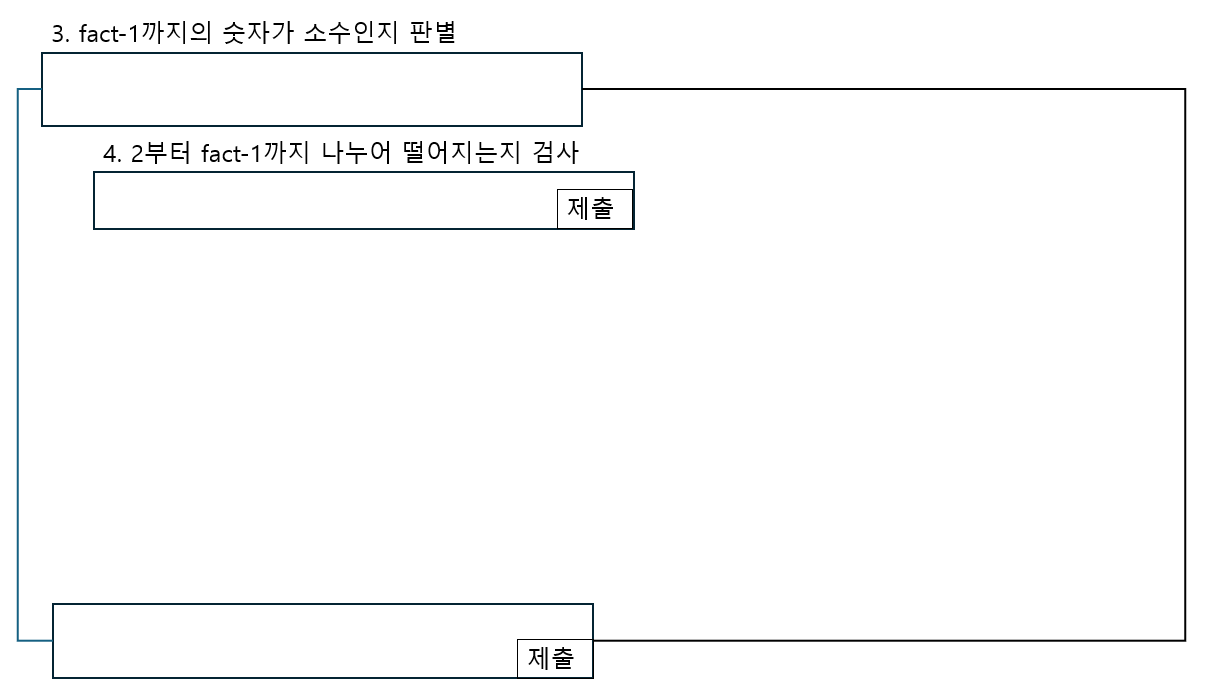 3. fact-1까지의 숫자가 소수인지 판별
4. 2부터 fact-1까지 나누어 떨어지는지 검사
제출
제출